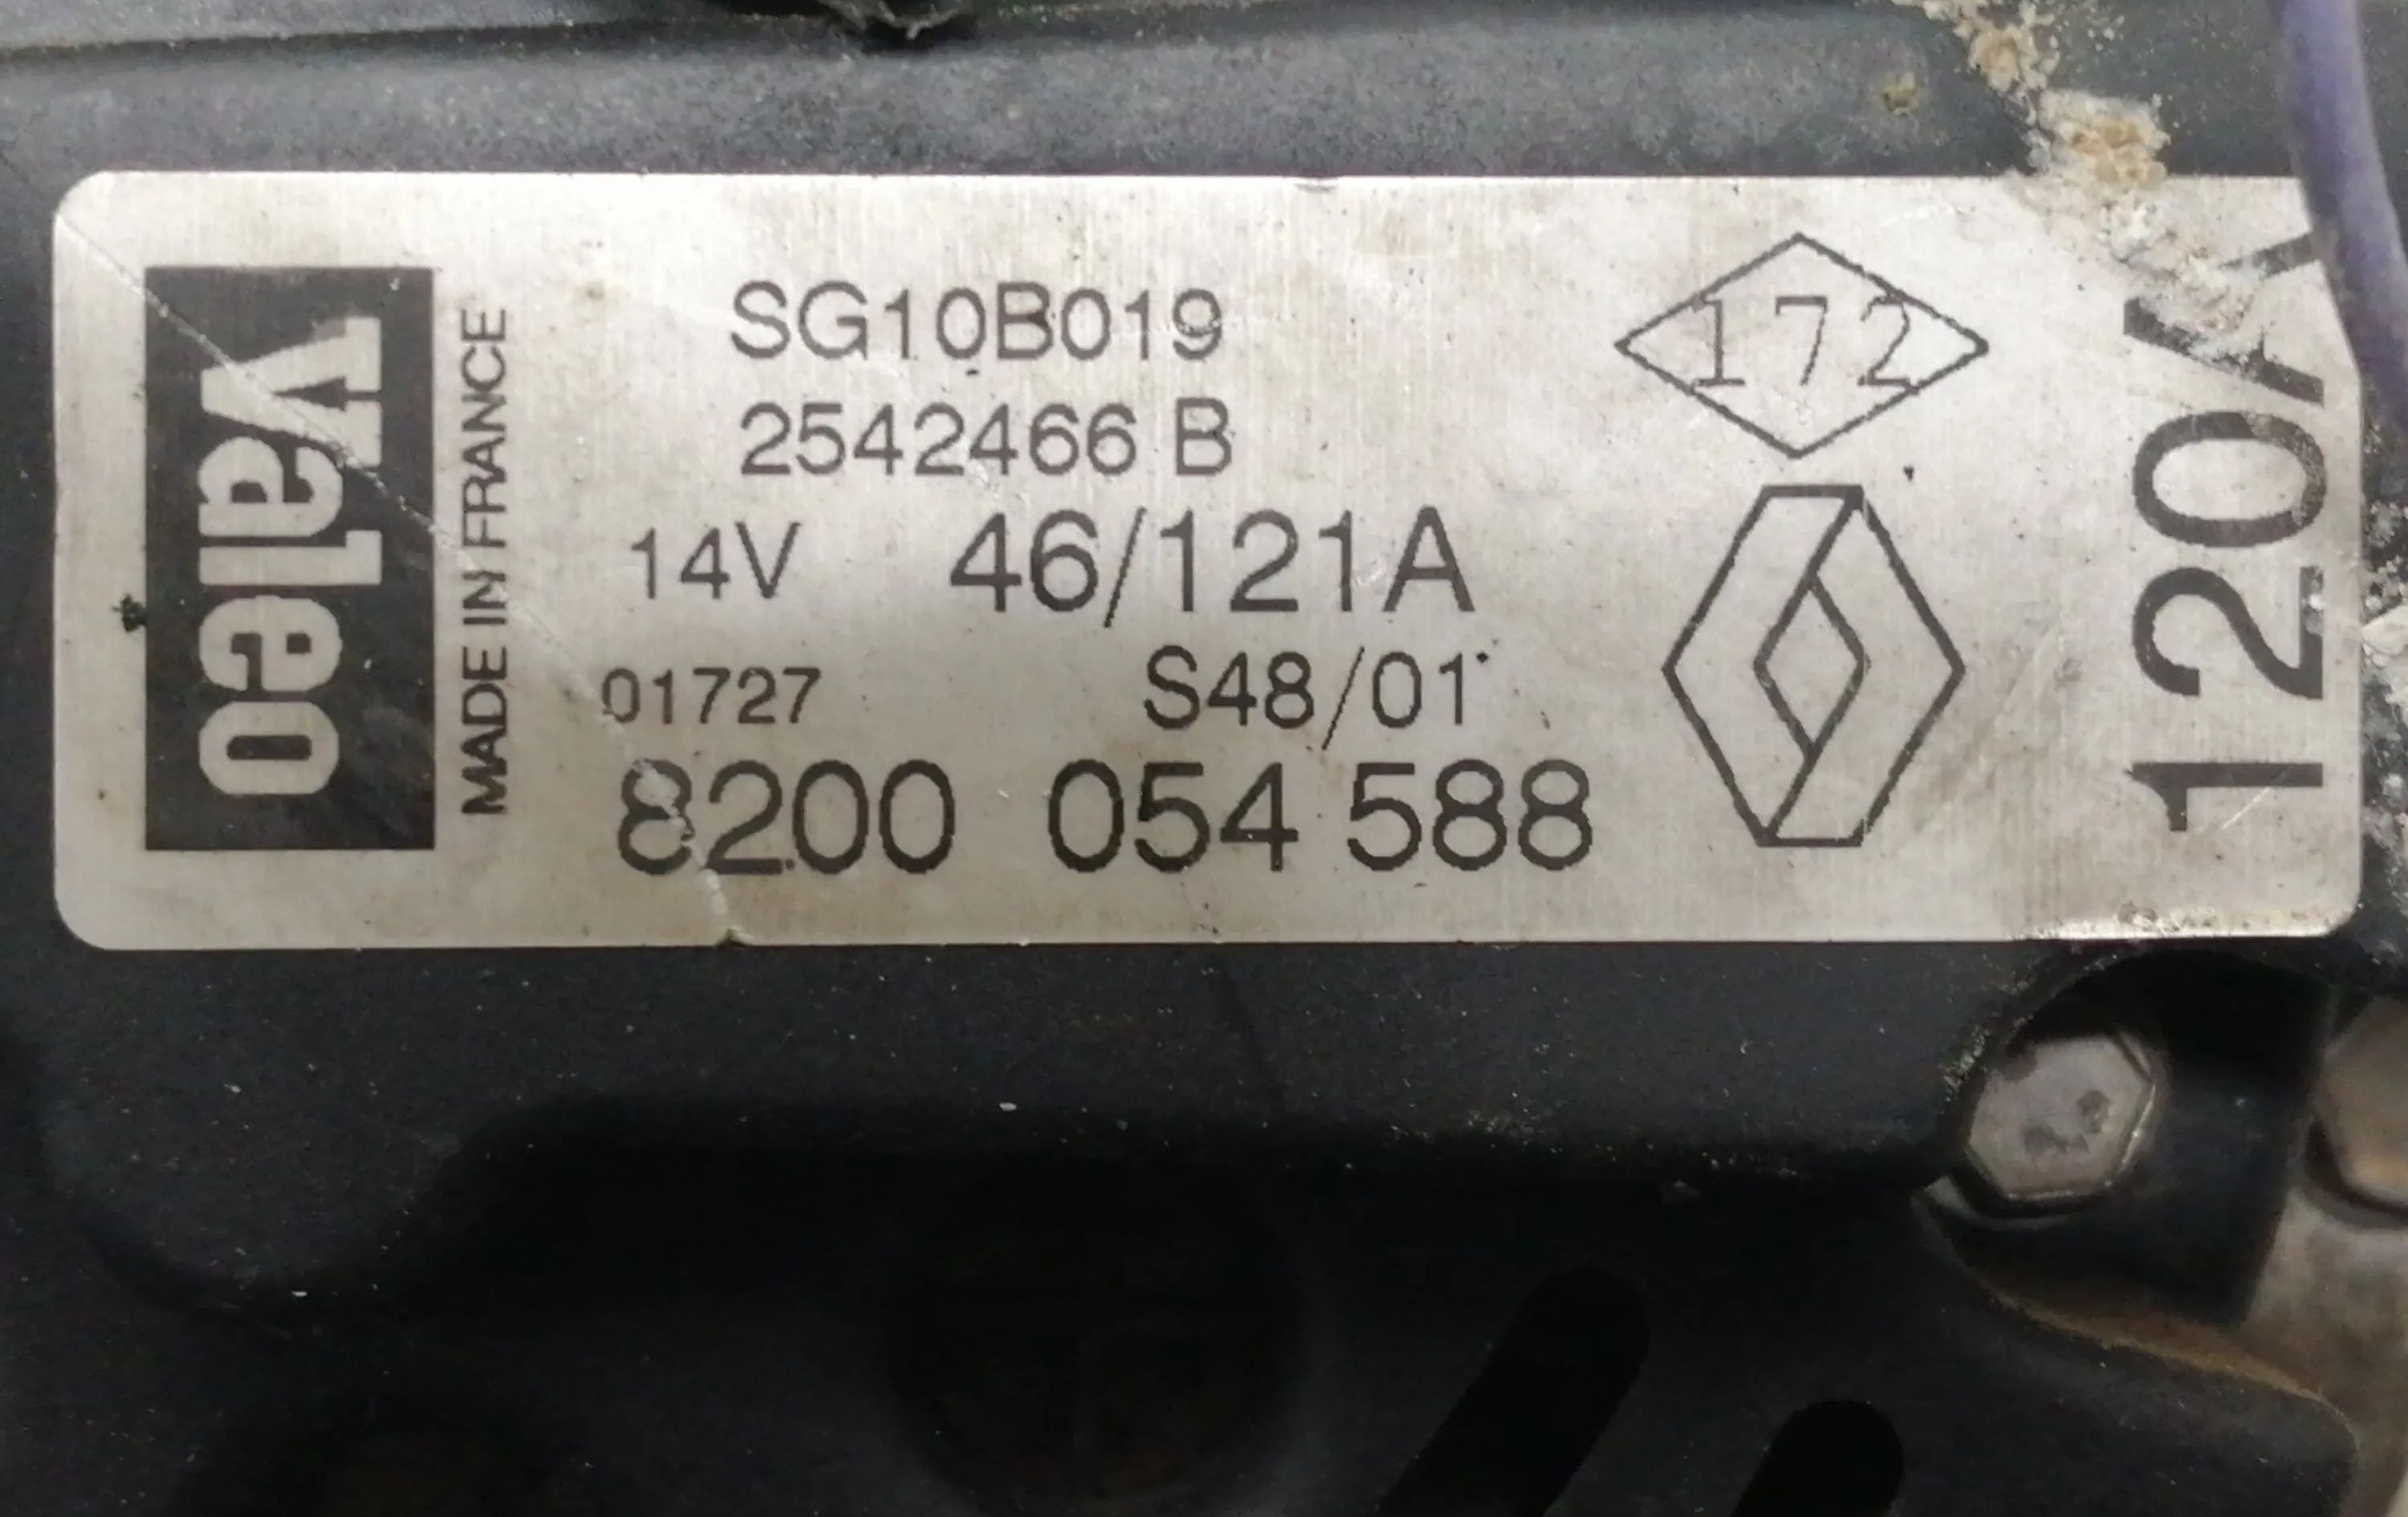 Valeo
MADE IN FRANCE
SG10B019
2542466 B
14V 46/121A
01727 S48/01
8200 054 588
172
120A